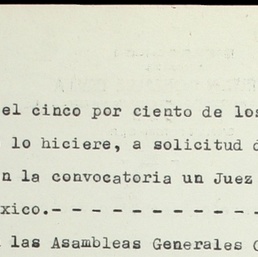 el cinco por ciento de los
lo hiciere, a solicitud d
n la convocatoria un Juez
xico.- - - - - - - - - - -
las Asambleas Generales